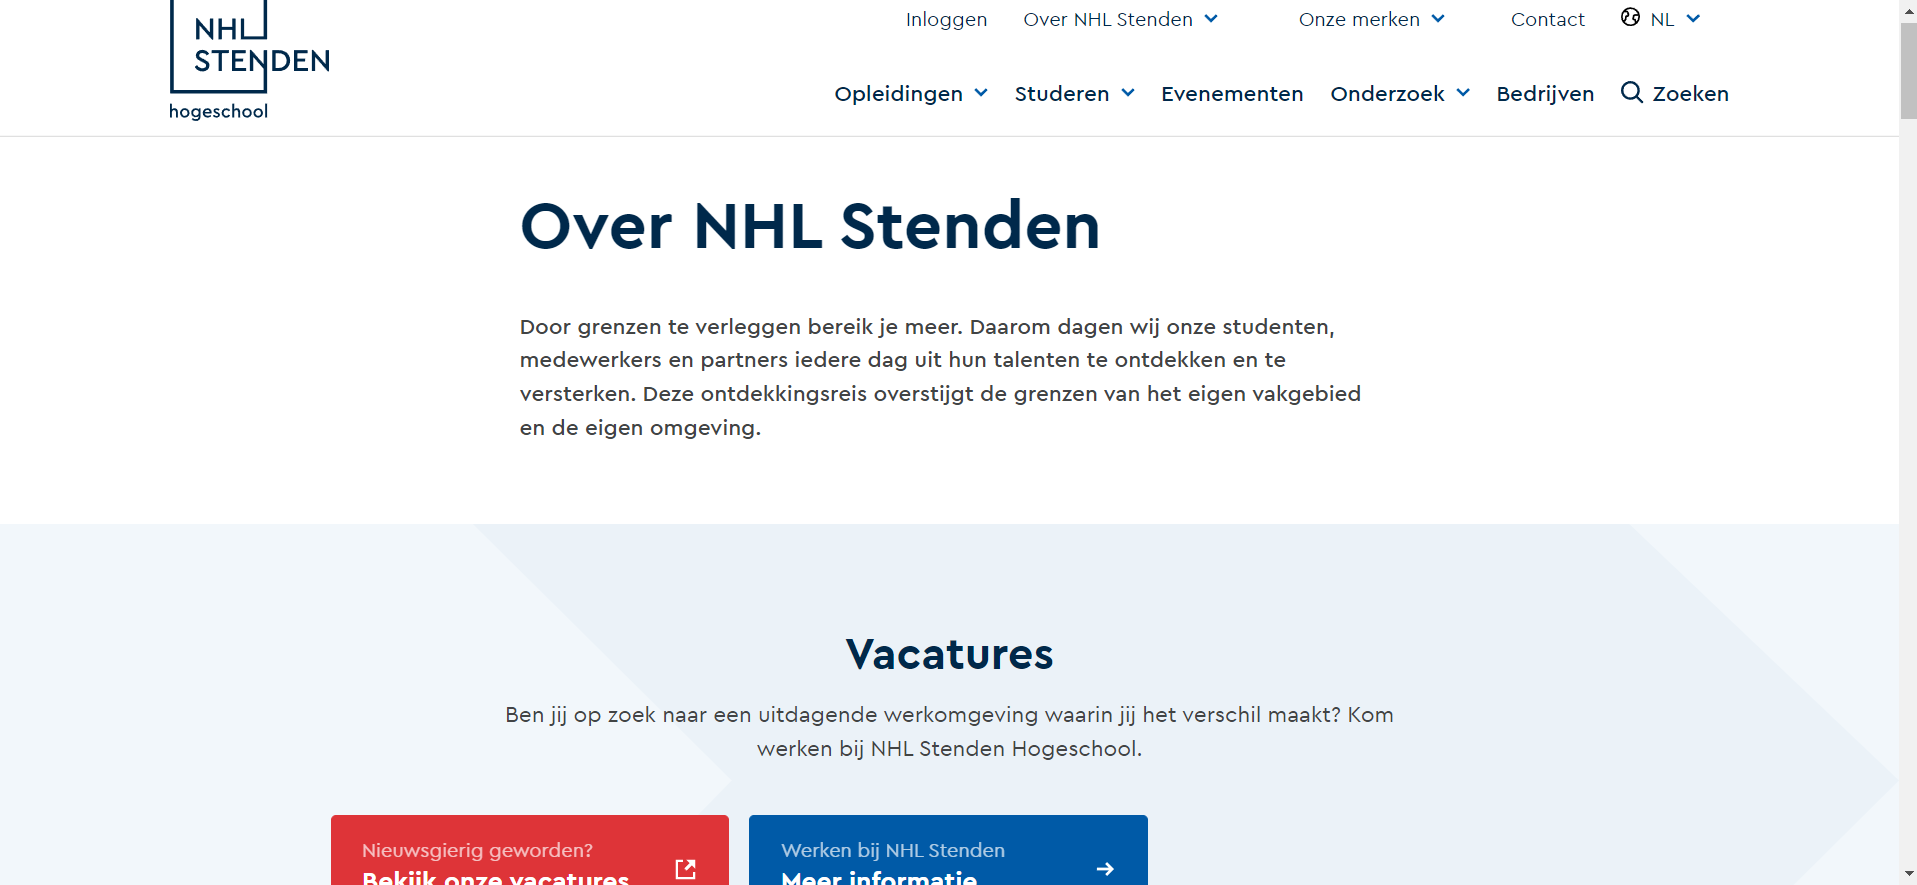 NHL
STENDEN
hogeschool
Inloggen Over NHL Stenden Onze merken Contact NL
Opleidingen Studeren Evenementen Onderzoek Bedrijven Zoeken
Over NHL Stenden
Door grenzen te verleggen bereik je meer. Daarom dagen wij onze studenten,
medewerkers en partners iedere dag uit hun talenten te ontdekken en te
versterken. Deze ontdekkingsreis overstijgt de grenzen van het eigen vakgebied
en de eigen omgeving.
Vacatures
Ben jij op zoek naar een uitdagende werkomgeving waarin jij het verschil maakt? Kom
werken bij NHL Stenden Hogeschool.
Nieuwsgierig geworden?
Bekijk onze vacatures
Werken bij NHL Stenden
Meer informatie